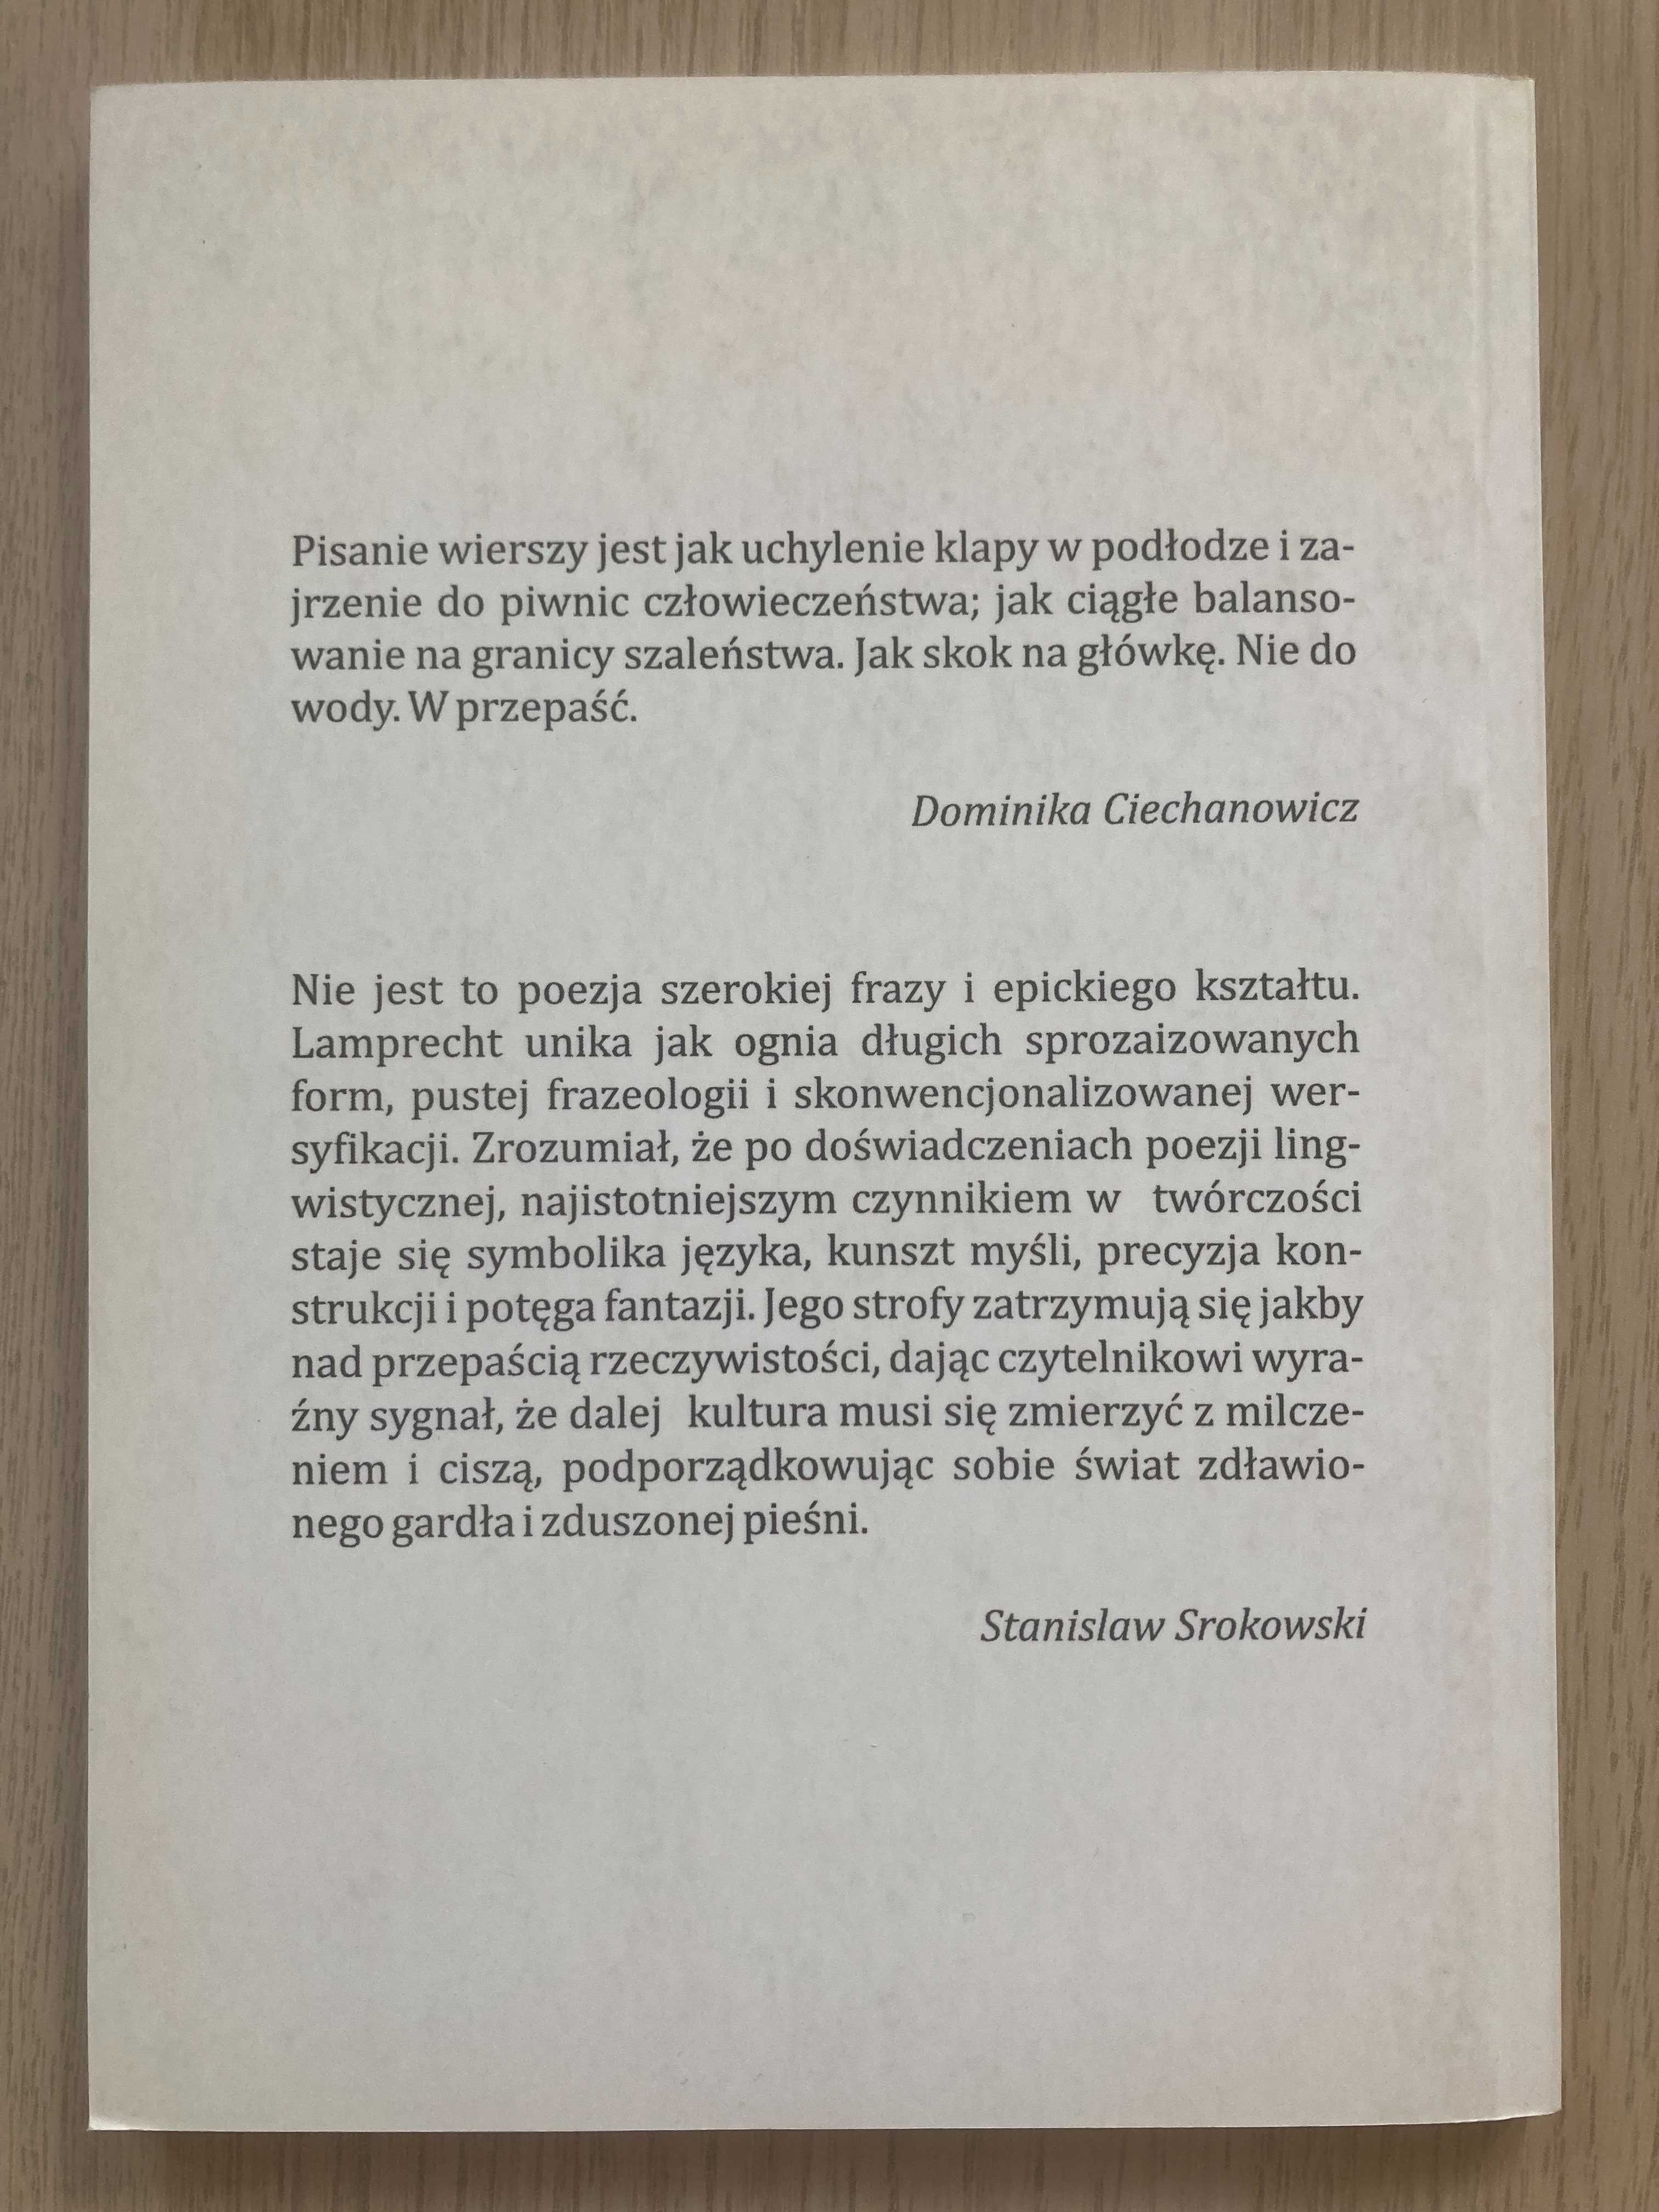 Pisanie wierszy jest jak uchylenie klapy w podłodze i za-
jrzenie do piwnic człowieczeństwa; jak ciągłe balanso-
wanie na granicy szaleństwa. Jak skok na główkę. Nie do
wody. W przepaść.
Dominika Ciechanowicz
Nie jest to poezja szerokiej frazy i epickiego kształtu.
Lamprecht unika jak ognia długich sprozaizowanych
form, pustej frazeologii i skonwencjonalizowanej wer-
syfikacji. Zrozumiał, że po doświadczeniach poezji ling-
wistycznej, najistotniejszym czynnikiem w twórczości
staje się symbolika języka, kunszt myśli, precyzja kon-
strukcji i potęga fantazji. Jego strofy zatrzymują się jakby
nad przepaścią rzeczywistości, dając czytelnikowi wyra-
źny sygnał, że dalej kultura musi się zmierzyć z milcze-
niem i ciszą, podporządkowując sobie świat zdławio-
nego gardła i zduszonej pieśni.
Stanislaw Srokowski